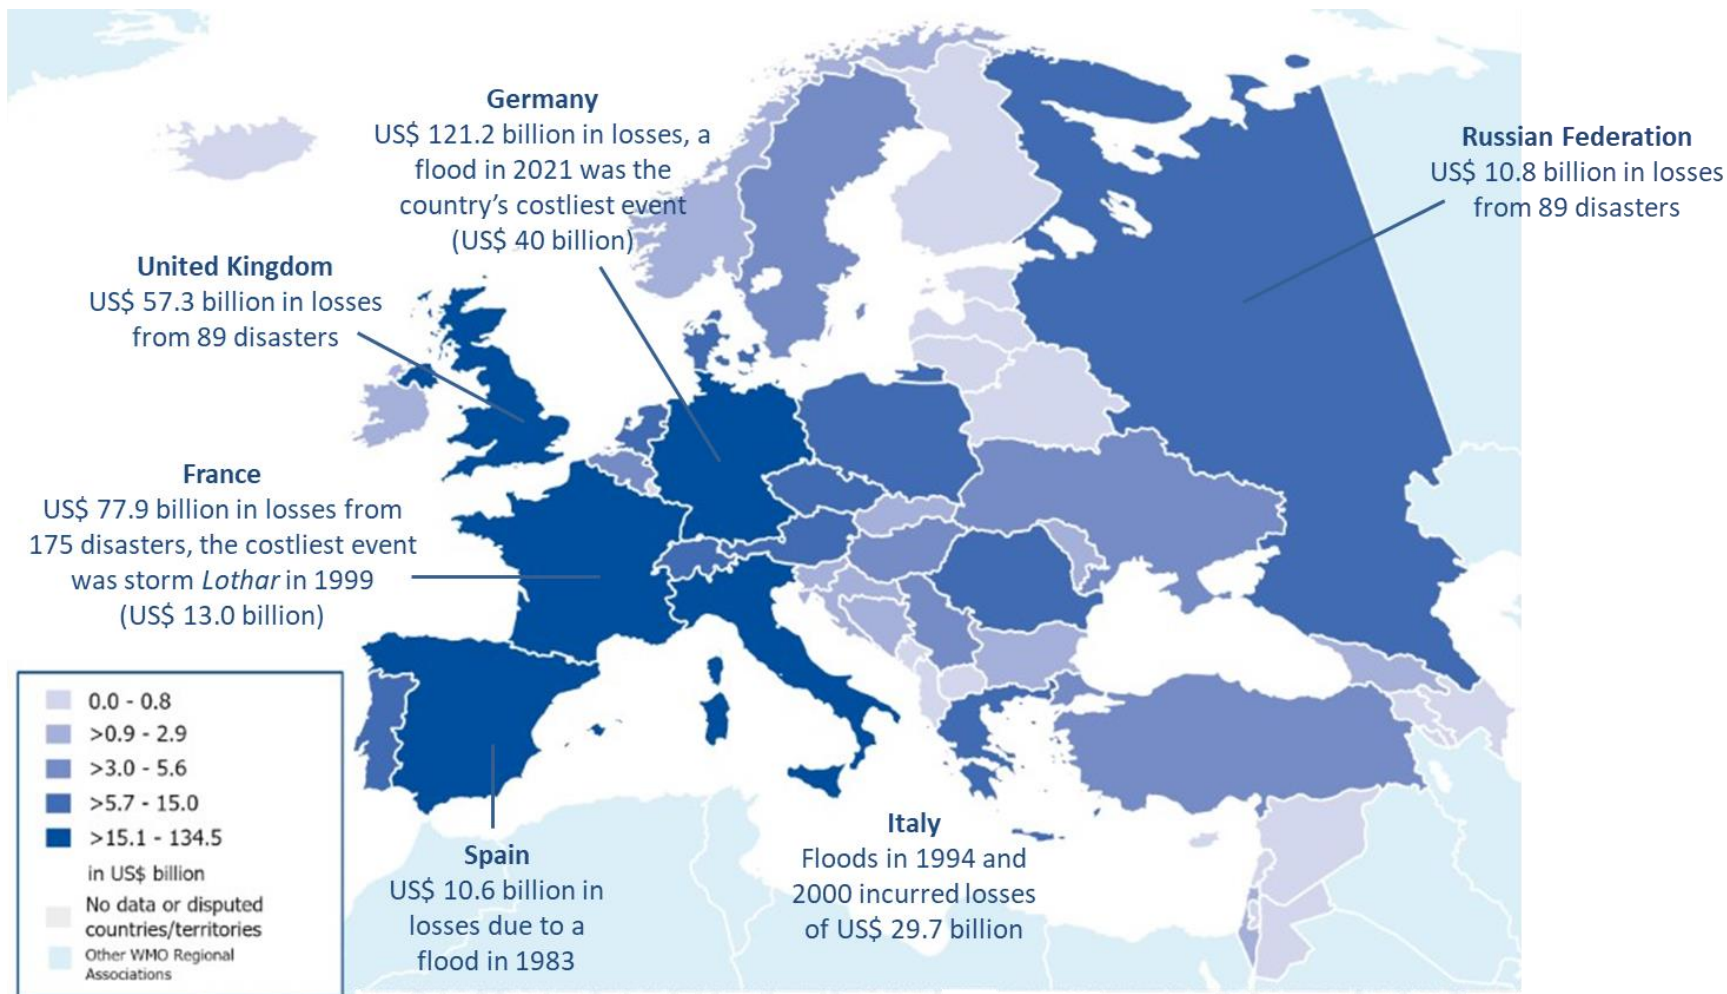 Germany
US$ 121.2 billion in losses, a
flood in 2021 was the
country’s costliest event
(US$ 40 billion)
Russian Federation
US$ 10.8 billion in losses
from 89 disasters
United Kingdom
US$ 57.3 billion in losses
from 89 disasters
France
US$ 77.9 billion in losses from
175 disasters, the costliest event
was storm Lothar in 1999
(US$ 13.0 billion)
0.0 - 0.8
>0.9 - 2.9
>3.0 - 5.6
>5.7 - 15.0
>15.1 - 134.5
in US$ billion
No data or disputed
countries/territories
Other WMO Regional
Associations
Spain
US$ 10.6 billion in
losses due to a
flood in 1983
Italy
Floods in 1994 and
2000 incurred losses
of US$ 29.7 billion